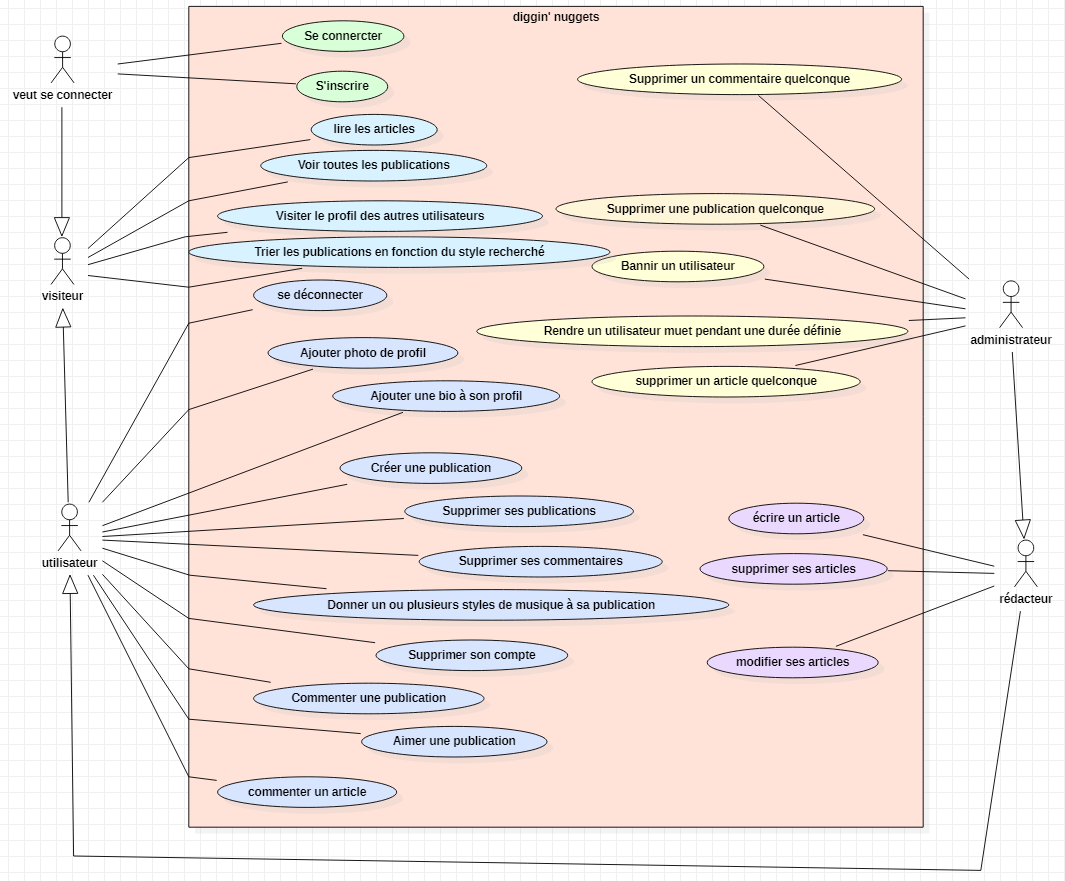 diggin' nuggets
Se connercter
veut se connecter
S'inscrire
Supprimer un commentaire quelconque
lire les articles
Voir toutes les publications
Visiter le profil des autres utilisateurs
Supprimer une publication quelconque
Trier les publications en fonction du style recherché
Bannir un utilisateur
visiteur
se déconnecter
Rendre un utilisateur muet pendant une durée définie
administrateur
Ajouter photo de profil
supprimer un article quelconque
Ajouter une bio à son profil
Créer une publication
Supprimer ses publications
écrire un article
utilisateur
Supprimer ses commentaires
supprimer ses articles
rédacteur
Donner un ou plusieurs styles de musique à sa publication
Supprimer son compte
modifier ses articles
Commenter une publication
Aimer une publication
commenter un article